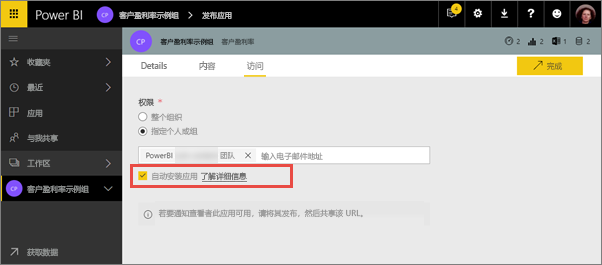 Power BI 客户盈利率示例组 > 发布应用 4
CP 客户盈利率示例组 客户盈利率 2 2 1 2
收藏夹
最近
应用
与我共享
工作区
CP 客户盈利率示例组
获取数据
Details 内容 访问 完成
权限 *
整个组织
指定个人或组
PowerBI 团队 × 输入电子邮件地址
自动安装应用 了解详细信息
若要通知查看者此应用可用，请将其发布，然后共享该 URL。